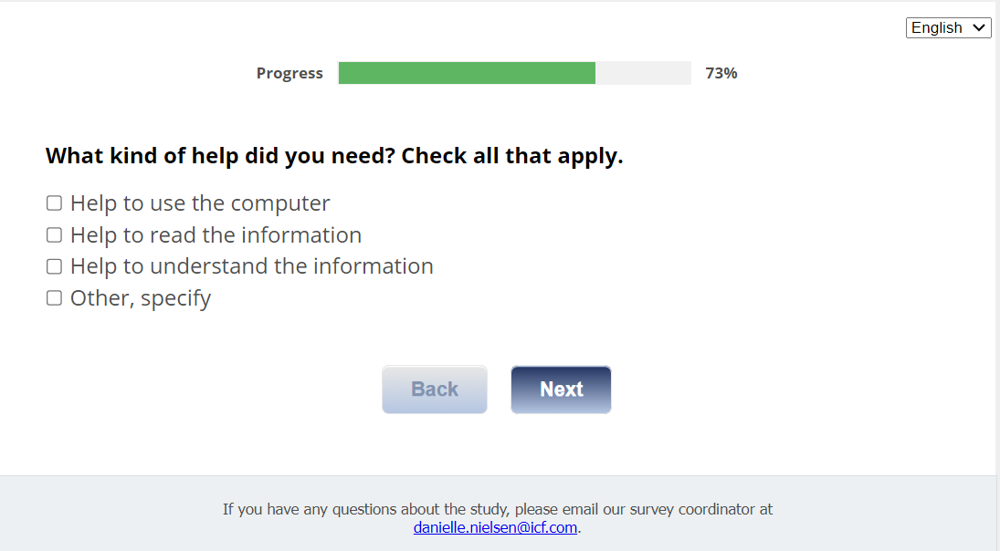 English
Progress 73%
What kind of help did you need? Check all that apply.
Help to use the computer
Help to read the information
Help to understand the information
Other, specify
Back Next
If you have any questions about the study, please email our survey coordinator at
danielle.nielsen@icf.com.